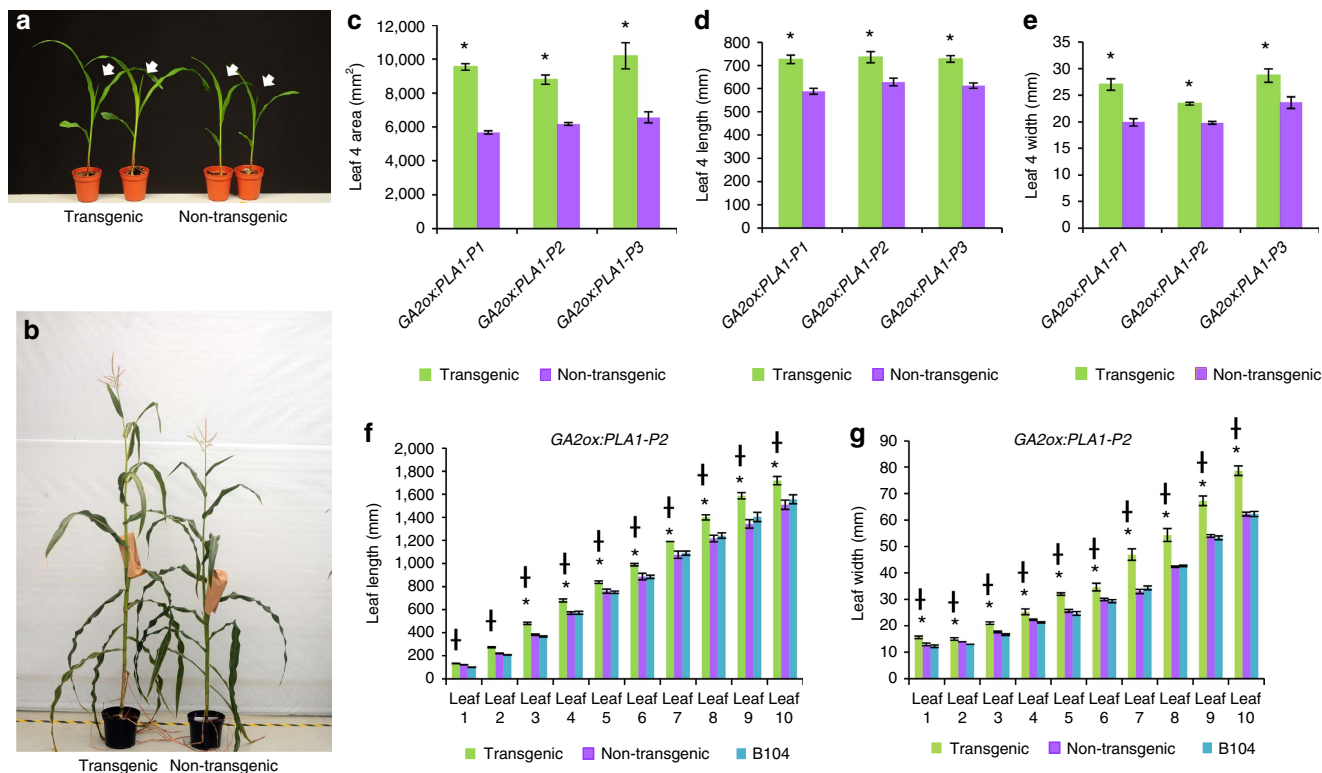 a
Transgenic Non-transgenic
b
Transgenic Non-transgenic
c
Leaf 4 area (mm²)
12,000
10,000
8,000
6,000
4,000
2,000
0
* * *
GA2ox:PLA1-P1
GA2ox:PLA1-P2
GA2ox:PLA1-P3
Transgenic Non-transgenic
d
Leaf 4 length (mm)
800
700
600
500
400
300
200
100
0
* * *
GA2ox:PLA1-P1
GA2ox:PLA1-P2
GA2ox:PLA1-P3
Transgenic Non-transgenic
e
Leaf 4 width (mm)
35
30
25
20
15
10
5
0
* * *
GA2ox:PLA1-P1
GA2ox:PLA1-P2
GA2ox:PLA1-P3
Transgenic Non-transgenic
f
GA2ox:PLA1-P2
Leaf length (mm)
2,000
1,800
1,600
1,400
1,200
1,000
800
600
400
200
0
ⸯ ⸯ ⸯ ⸯ ⸯ ⸯ ⸯ ⸯ ⸯ ⸯ
* * * * * * * *
Leaf Leaf Leaf Leaf Leaf Leaf Leaf Leaf Leaf Leaf
1 2 3 4 5 6 7 8 9 10
Transgenic Non-transgenic B104
g
GA2ox:PLA1-P2
Leaf width (mm)
90
80
70
60
50
40
30
20
10
0
* * * * * * * * * *
Leaf Leaf Leaf Leaf Leaf Leaf Leaf Leaf Leaf Leaf
1 2 3 4 5 6 7 8 9 10
Transgenic Non-transgenic B104